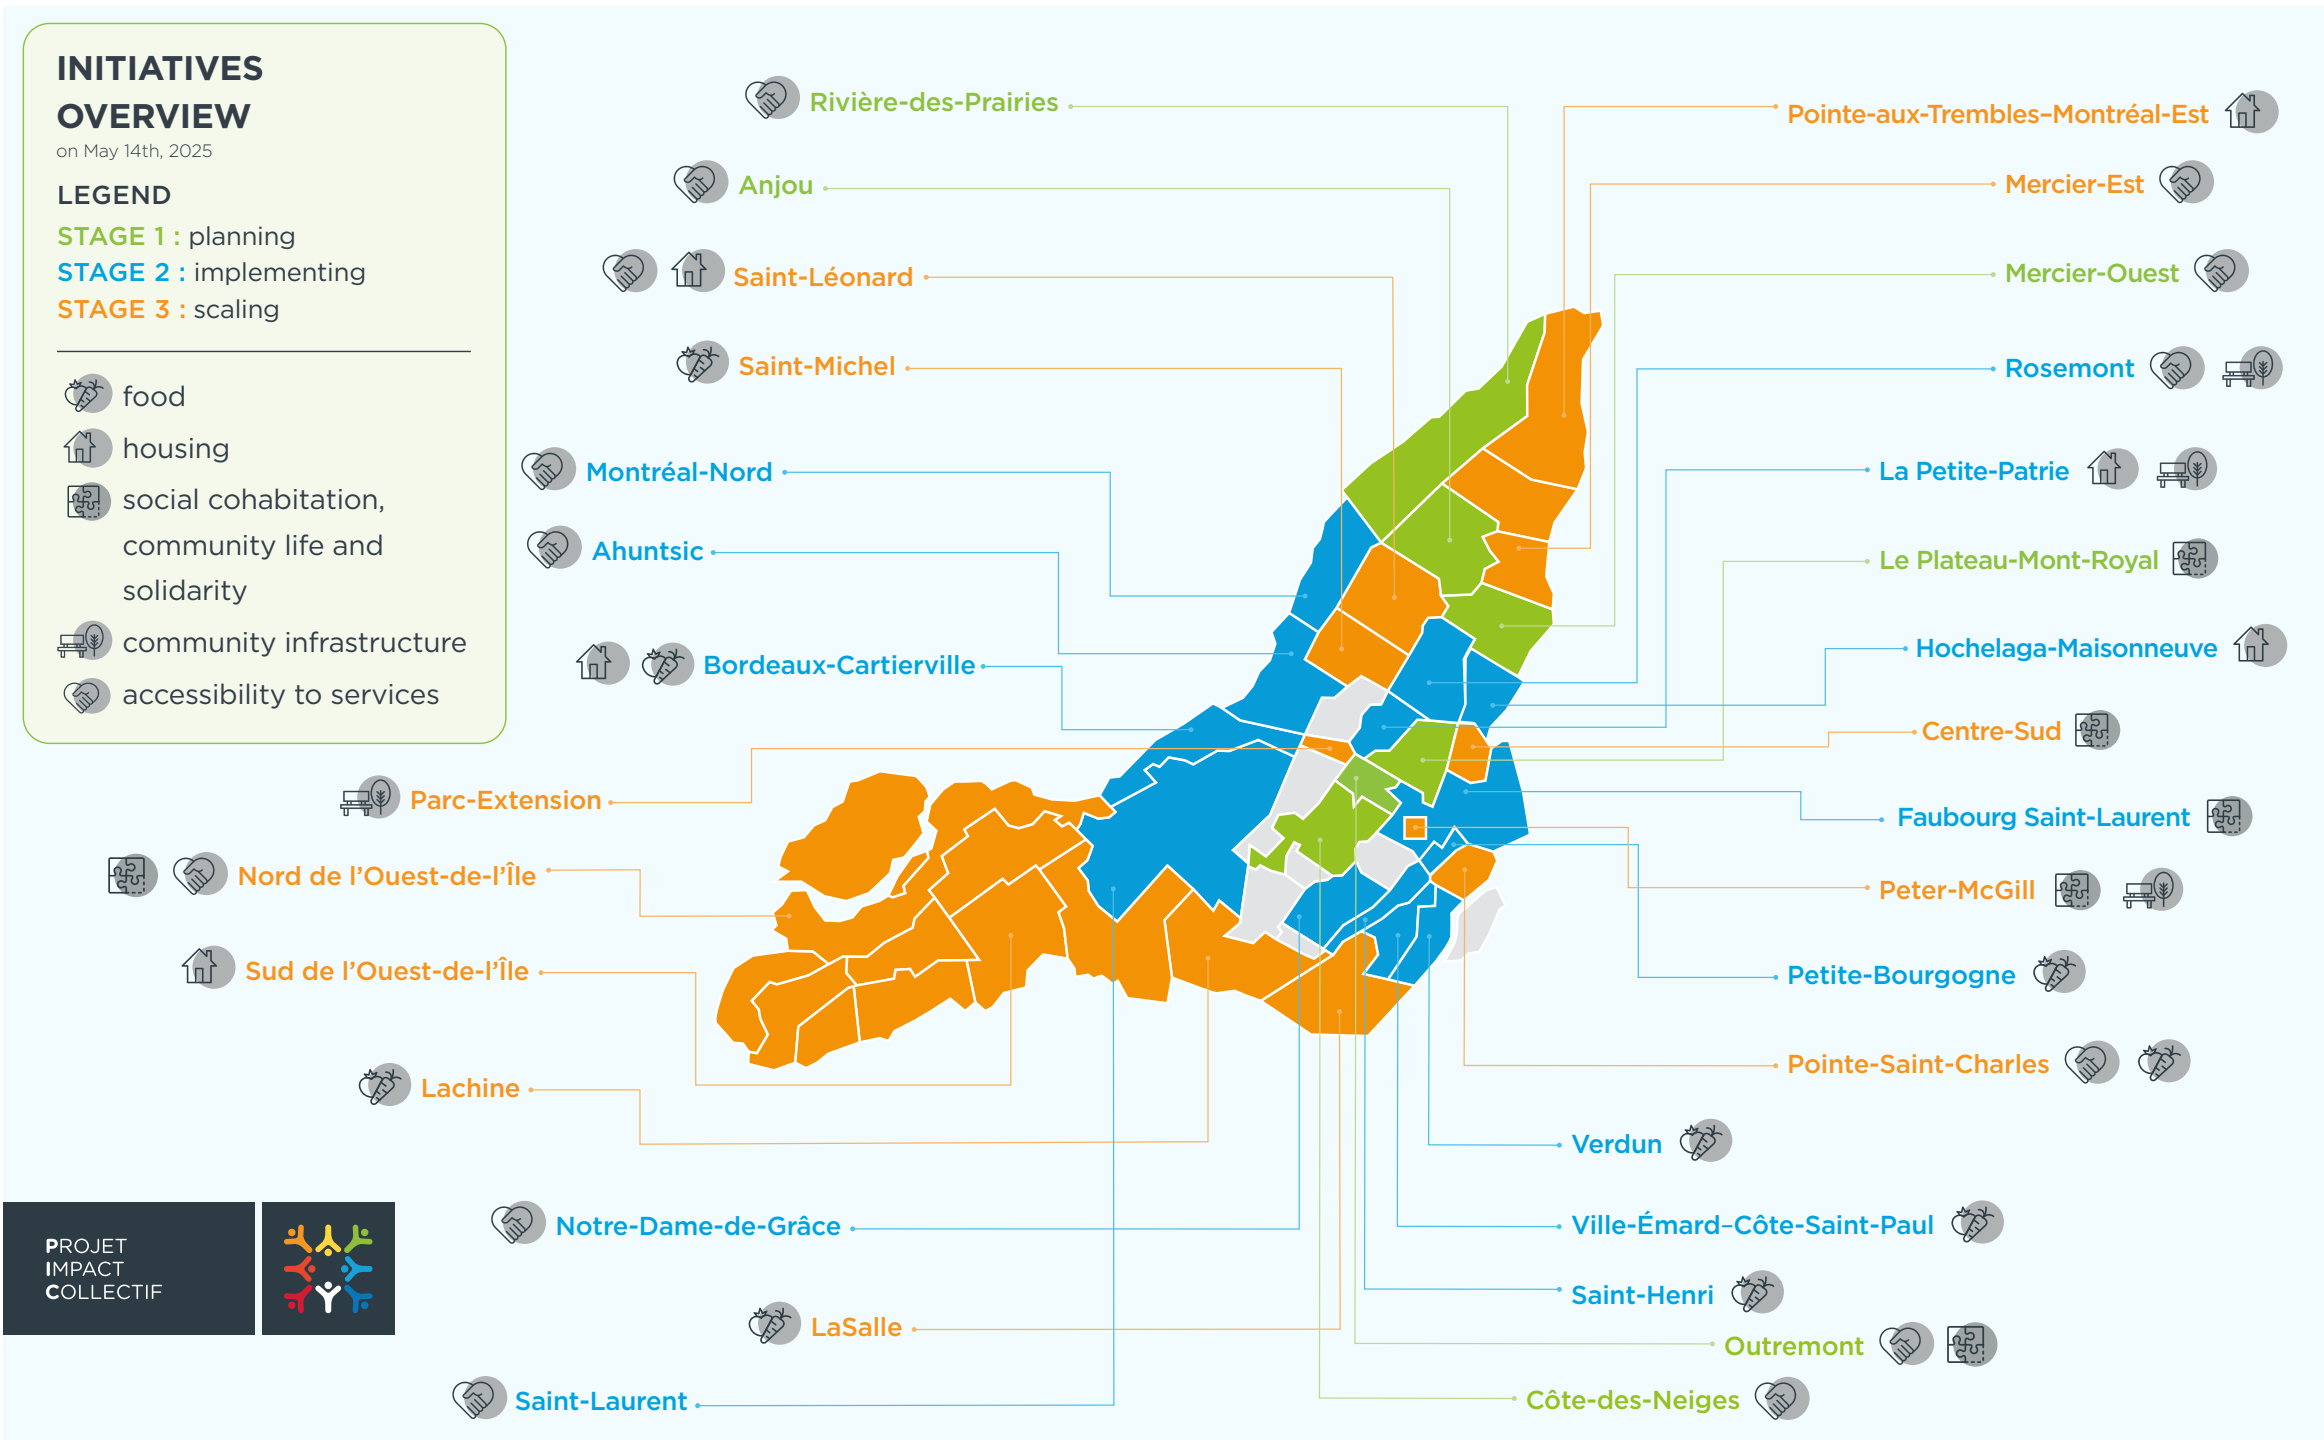 INITIATIVES
OVERVIEW
on May 14th, 2025
LEGEND
STAGE 1 : planning
STAGE 2 : implementing
STAGE 3 : scaling
food
housing
social cohabitation,
community life and
solidarity
community infrastructure
accessibility to services
Rivière-des-Prairies
Anjou
Saint-Léonard
Saint-Michel
Montréal-Nord
Ahuntsic
Bordeaux-Cartierville
Parc-Extension
Nord de l’Ouest-de-l’Île
Sud de l’Ouest-de-l’Île
Lachine
Notre-Dame-de-Grâce
LaSalle
Saint-Laurent
Pointe-aux-Trembles–Montréal-Est
Mercier-Est
Mercier-Ouest
Rosemont
La Petite-Patrie
Le Plateau-Mont-Royal
Hochelaga-Maisonneuve
Centre-Sud
Faubourg Saint-Laurent
Peter-McGill
Petite-Bourgogne
Pointe-Saint-Charles
Verdun
Ville-Émard–Côte-Saint-Paul
Saint-Henri
Outremont
Côte-des-Neiges
PROJET
IMPACT
COLLECTIF